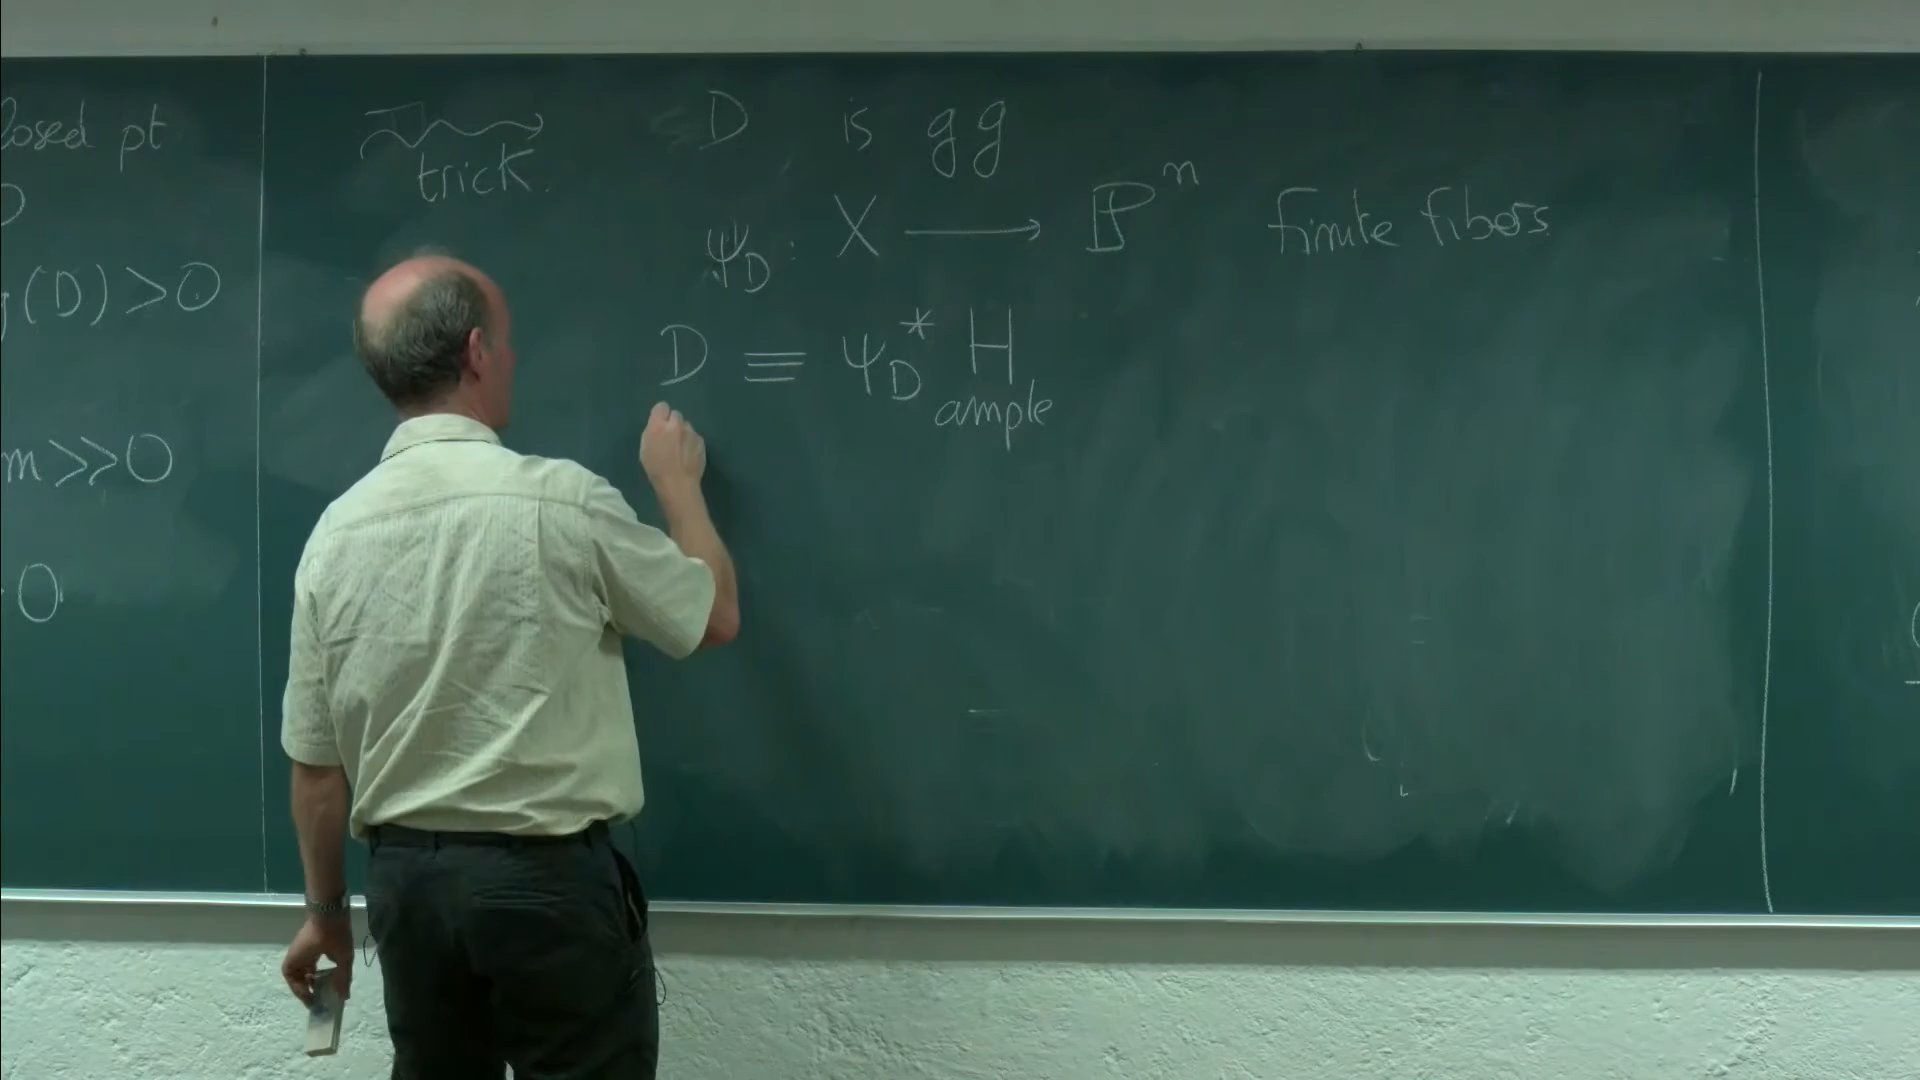 losed pt
g(D) > 0
m >> 0
0
trick.
D is gg
ψ_D : X ⟶ ℙ^n finite fibers
D ≡ ψ_D^* H
ample